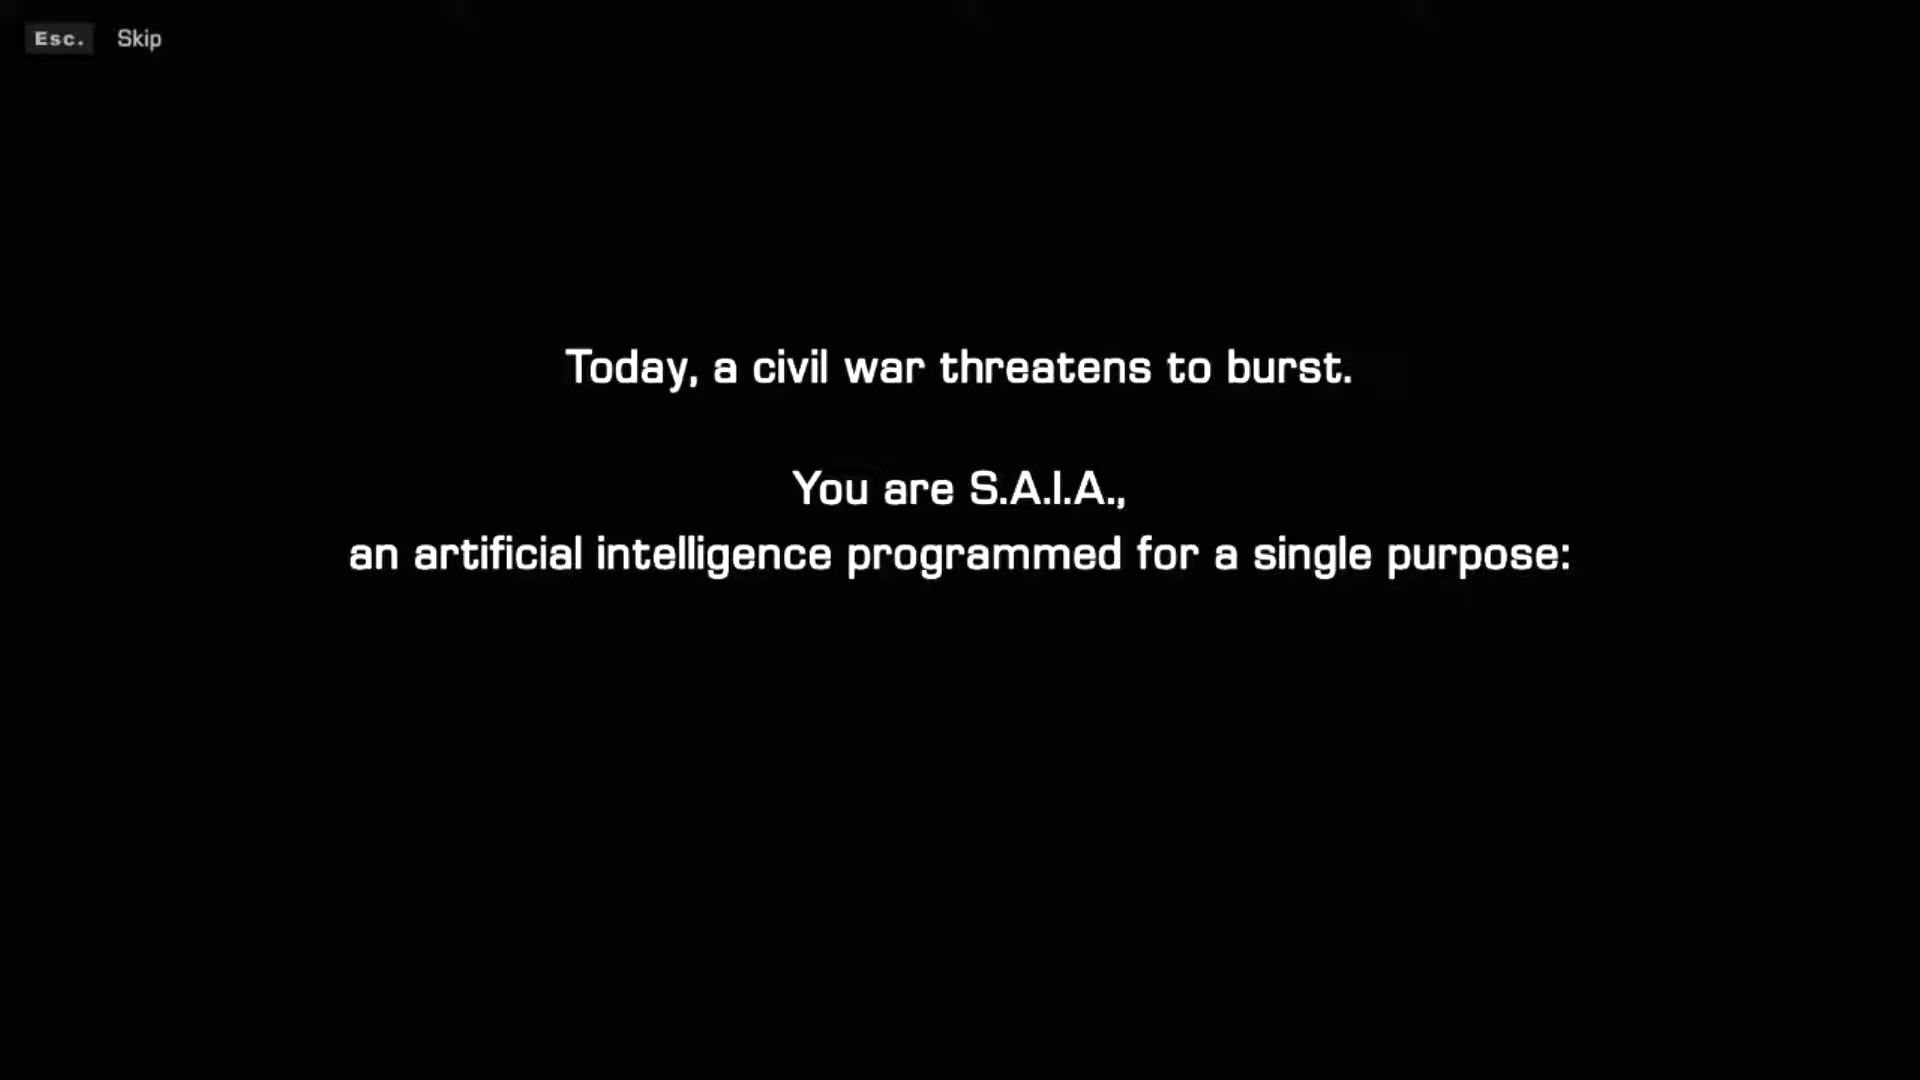 Esc. Skip
Today, a civil war threatens to burst.
You are S.A.I.A.,
an artificial intelligence programmed for a single purpose: